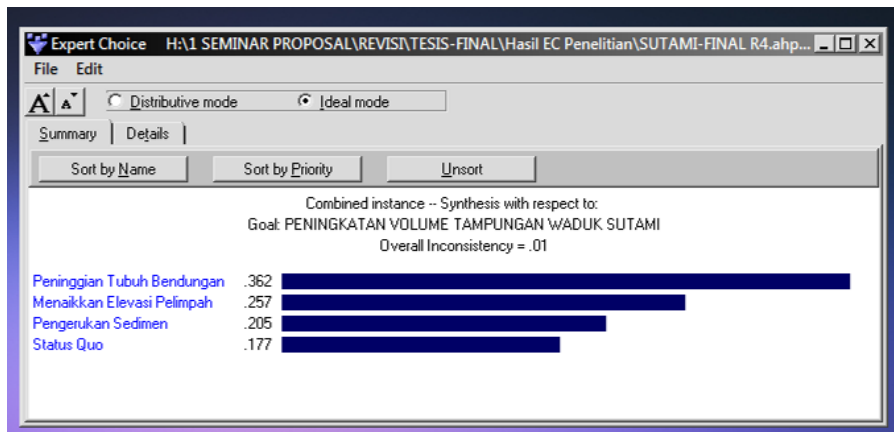 Expert Choice H:\1 SEMINAR PROPOSAL\REVISI\TESIS-FINAL\Hasil EC Penelitian\SUTAMI-FINAL R4.ahp...
File Edit
A A Distributive mode Ideal mode
Summary Details
Sort by Name Sort by Priority Unsort
Combined instance -- Synthesis with respect to:
Goal: PENINGKATAN VOLUME TAMPUNGAN WADUK SUTAMI
Overall Inconsistency = .01
Peninggian Tubuh Bendungan .362
Menaikkan Elevasi Pelimpah .257
Pengerukan Sedimen .205
Status Quo .177